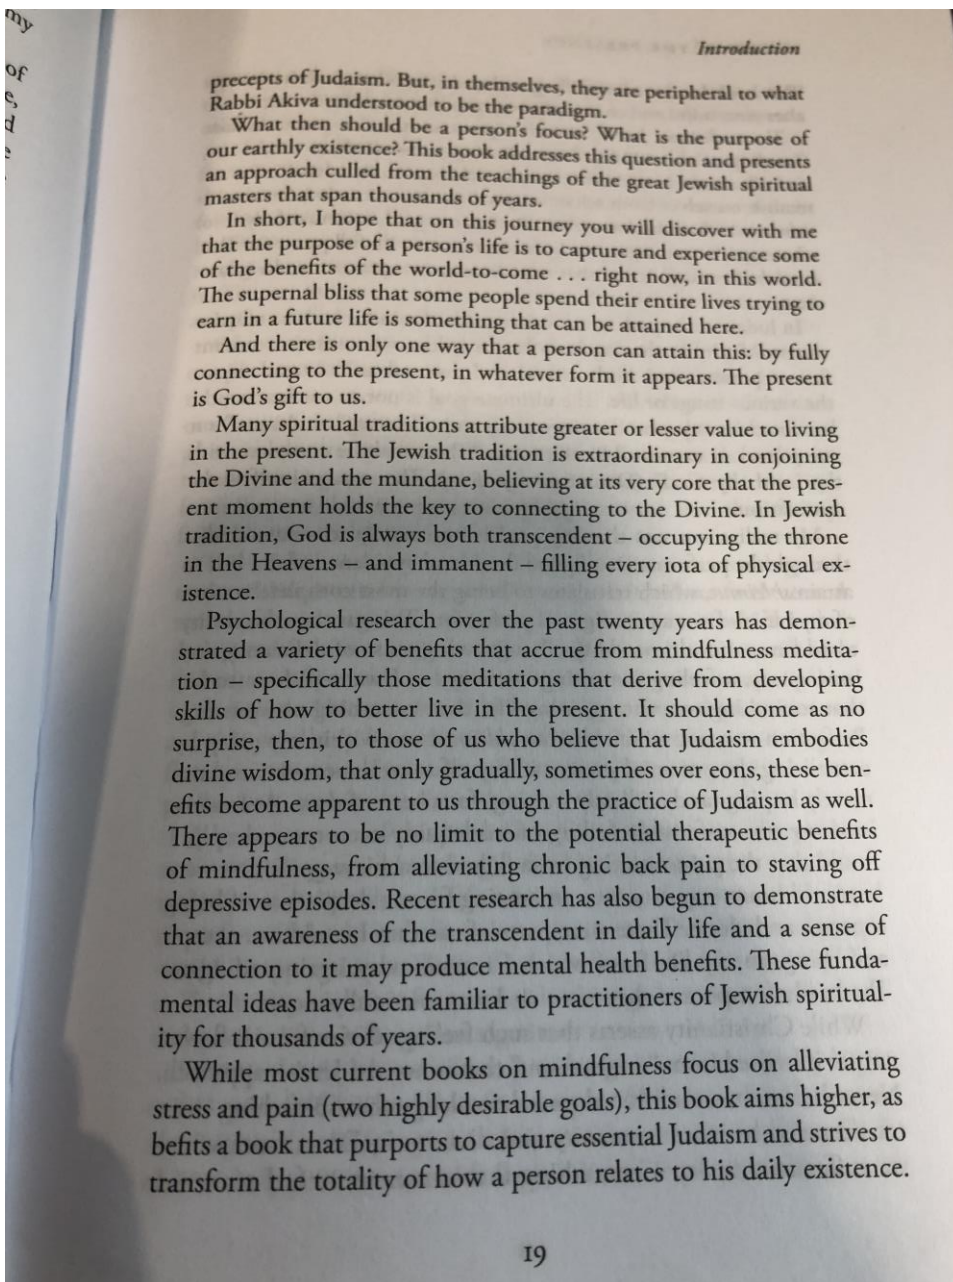 my
of
e,
d
e
Introduction
precepts of Judaism. But, in themselves, they are peripheral to what
Rabbi Akiva understood to be the paradigm.
What then should be a person's focus? What is the purpose of
our earthly existence? This book addresses this question and presents
an approach culled from the teachings of the great Jewish spiritual
masters that span thousands of years.
In short, I hope that on this journey you will discover with me
that the purpose of a person's life is to capture and experience some
of the benefits of the world-to-come . . . right now, in this world.
The supernal bliss that some people spend their entire lives trying to
earn in a future life is something that can be attained here.
And there is only one way that a person can attain this: by fully
connecting to the present, in whatever form it appears. The present
is God's gift to us.
Many spiritual traditions attribute greater or lesser value to living
in the present. The Jewish tradition is extraordinary in conjoining
the Divine and the mundane, believing at its very core that the pres-
ent moment holds the key to connecting to the Divine. In Jewish
tradition, God is always both transcendent – occupying the throne
in the Heavens – and immanent – filling every iota of physical ex-
istence.
Psychological research over the past twenty years has demon-
strated a variety of benefits that accrue from mindfulness medita-
tion – specifically those meditations that derive from developing
skills of how to better live in the present. It should come as no
surprise, then, to those of us who believe that Judaism embodies
divine wisdom, that only gradually, sometimes over eons, these ben-
efits become apparent to us through the practice of Judaism as well.
There appears to be no limit to the potential therapeutic benefits
of mindfulness, from alleviating chronic back pain to staving off
depressive episodes. Recent research has also begun to demonstrate
that an awareness of the transcendent in daily life and a sense of
connection to it may produce mental health benefits. These funda-
mental ideas have been familiar to practitioners of Jewish spiritual-
ity for thousands of years.
While most current books on mindfulness focus on alleviating
stress and pain (two highly desirable goals), this book aims higher, as
befits a book that purports to capture essential Judaism and strives to
transform the totality of how a person relates to his daily existence.
19